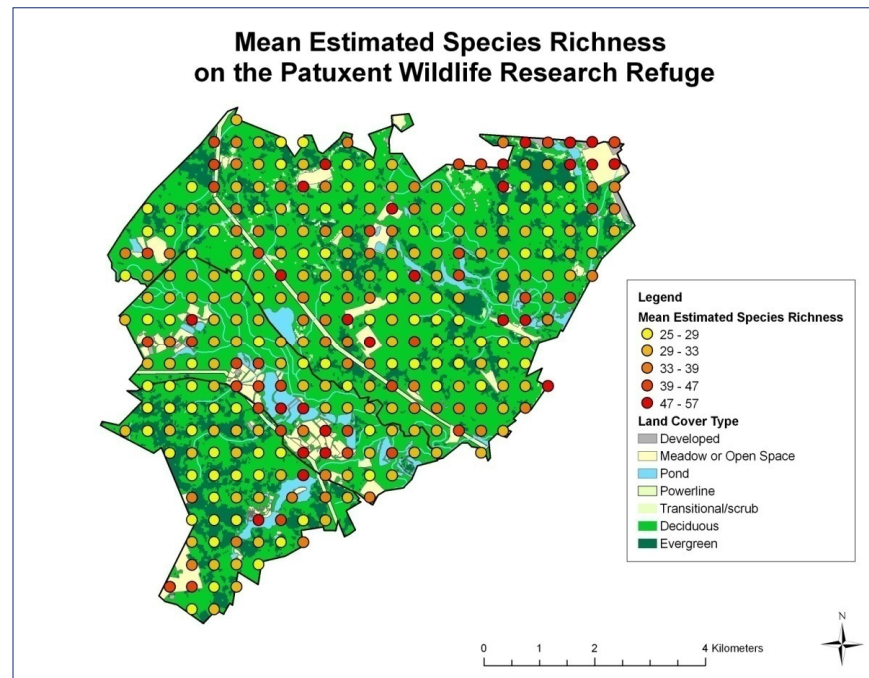 Mean Estimated Species Richness
on the Patuxent Wildlife Research Refuge
Legend
Mean Estimated Species Richness
25 - 29
29 - 33
33 - 39
39 - 47
47 - 57
Land Cover Type
Developed
Meadow or Open Space
Pond
Powerline
Transitional/scrub
Deciduous
Evergreen
N
0 1 2 4 Kilometers